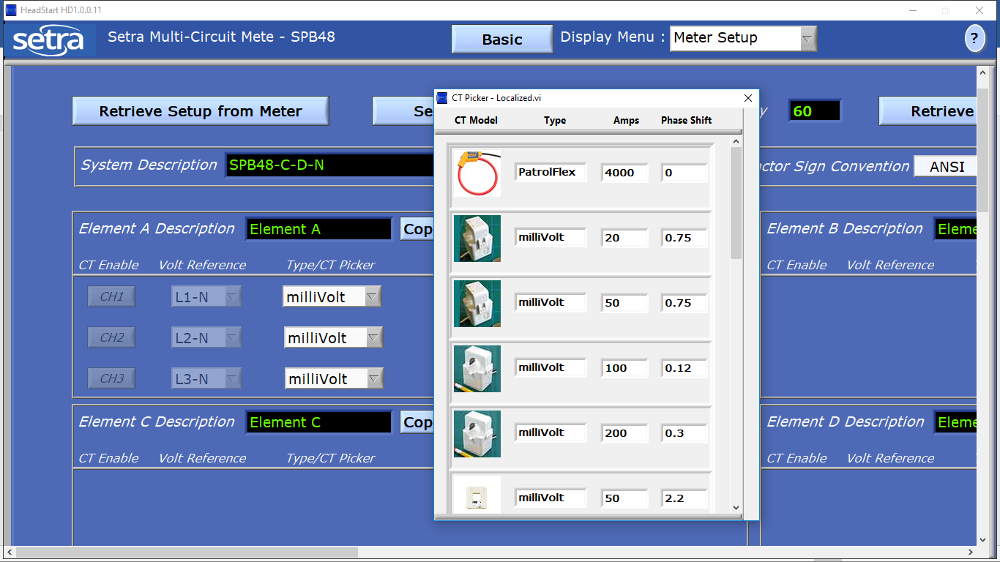 HeadStart HD1.0.0.11
setra Setra Multi-Circuit Mete - SPB48 Basic Display Menu : Meter Setup ?
CT Picker - Localized.vi
CT Model Type Amps Phase Shift
PatrolFlex 4000 0
milliVolt 20 0.75
milliVolt 50 0.75
milliVolt 100 0.12
milliVolt 200 0.3
milliVolt 50 2.2
Retrieve Setup from Meter Se y 60 Retrieve
System Description SPB48-C-D-N ctor Sign Convention ANSI
Element A Description Element A Cop
CT Enable Volt Reference Type/CT Picker
CH1 L1-N milliVolt
CH2 L2-N milliVolt
CH3 L3-N milliVolt
Element B Description Eleme
CT Enable Volt Reference
Element C Description Element C Cop
CT Enable Volt Reference Type/CT Picker
Element D Description Eleme
CT Enable Volt Reference